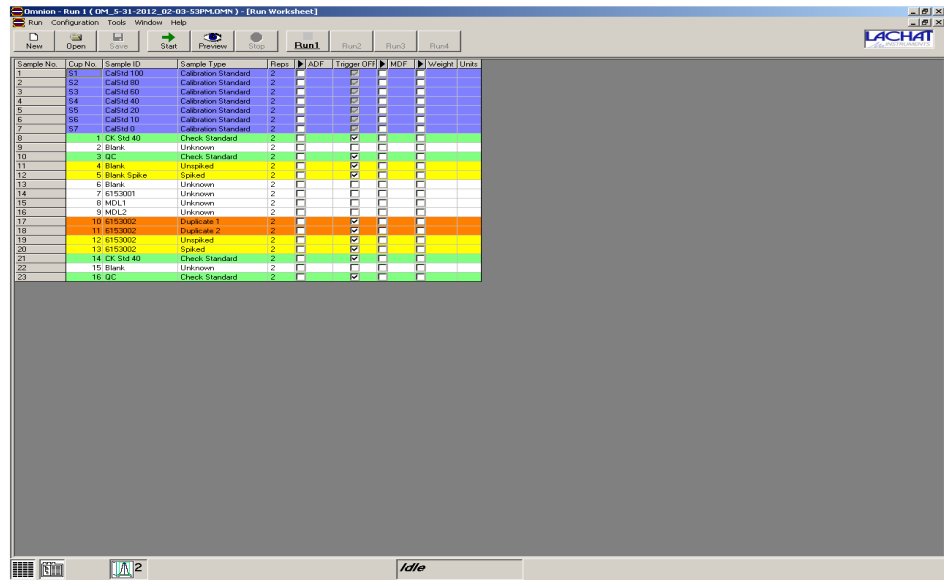 Omnion - Run 1 ( OM_5-31-2012_02-03-53PM.OMN ) - [Run Worksheet]
Run Configuration Tools Window Help
New Open Save Start Preview Stop Run1 Run2 Run3 Run4
LACHAT
INSTRUMENTS
Sample No. Cup No. Sample ID Sample Type Reps ADF Trigger OFF MDF Weight Units
1 S1 CalStd 100 Calibration Standard 2
2 S2 CalStd 80 Calibration Standard 2
3 S3 CalStd 60 Calibration Standard 2
4 S4 CalStd 40 Calibration Standard 2
5 S5 CalStd 20 Calibration Standard 2
6 S6 CalStd 10 Calibration Standard 2
7 S7 CalStd 0 Calibration Standard 2
8 1 CK Std 40 Check Standard 2
9 2 Blank Unknown 2
10 3 QC Check Standard 2
11 4 Blank Unspiked 2
12 5 Blank Spike Spiked 2
13 6 Blank Unknown 2
14 7 6153001 Unknown 2
15 8 MDL1 Unknown 2
16 9 MDL2 Unknown 2
17 10 6153002 Duplicate 1 2
18 11 6153002 Duplicate 2 2
19 12 6153002 Unspiked 2
20 13 6153002 Spiked 2
21 14 CK Std 40 Check Standard 2
22 15 Blank Unknown 2
23 16 QC Check Standard 2
2 Idle